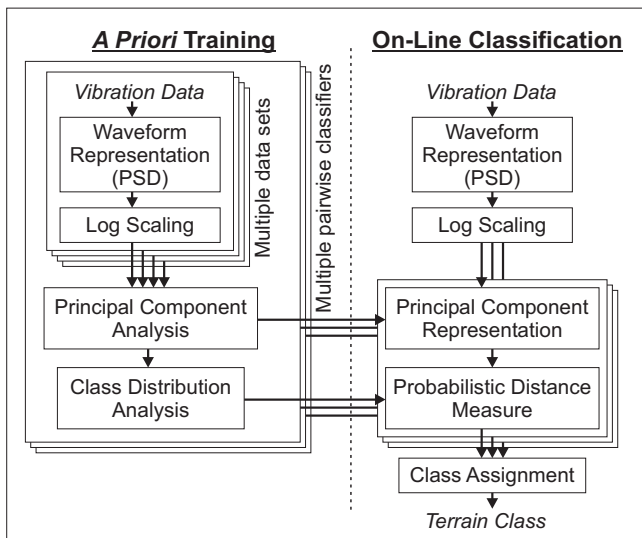 A Priori Training
Vibration Data
Waveform
Representation
(PSD)
Log Scaling
Multiple data sets
Principal Component
Analysis
Class Distribution
Analysis
Multiple pairwise classifiers
On-Line Classification
Vibration Data
Waveform
Representation
(PSD)
Log Scaling
Principal Component
Representation
Probabilistic Distance
Measure
Class Assignment
Terrain Class